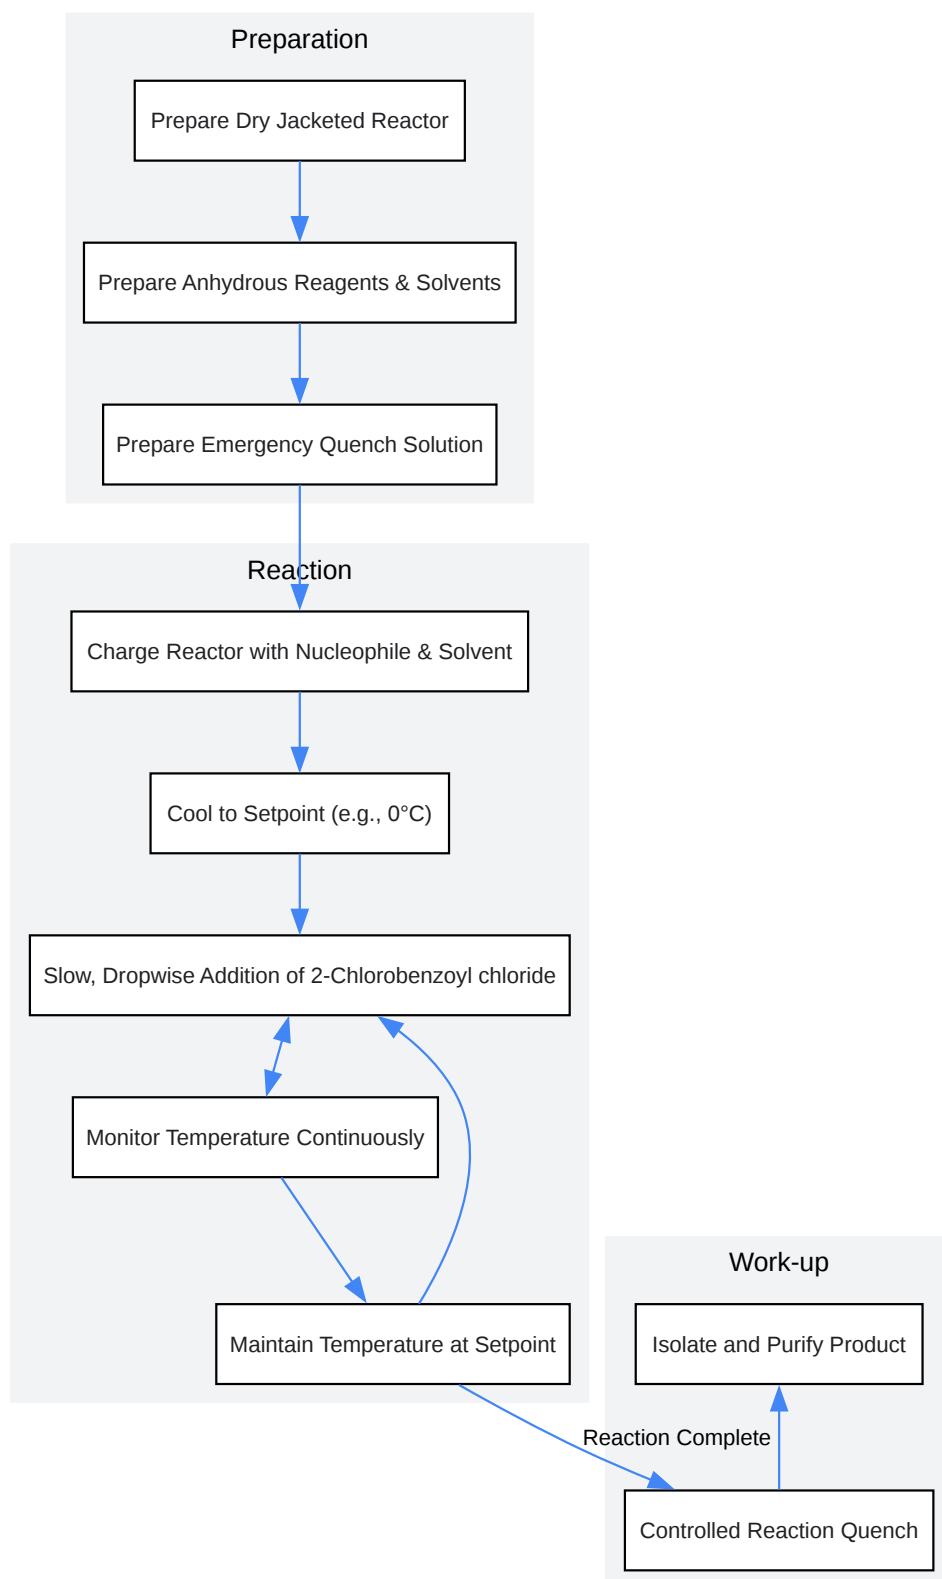 Preparation
Prepare Dry Jacketed Reactor
Prepare Anhydrous Reagents & Solvents
Prepare Emergency Quench Solution
Reaction
Charge Reactor with Nucleophile & Solvent
Cool to Setpoint (e.g., 0°C)
Slow, Dropwise Addition of 2-Chlorobenzoyl chloride
Monitor Temperature Continuously
Maintain Temperature at Setpoint
Work-up
Isolate and Purify Product
Reaction Complete
Controlled Reaction Quench